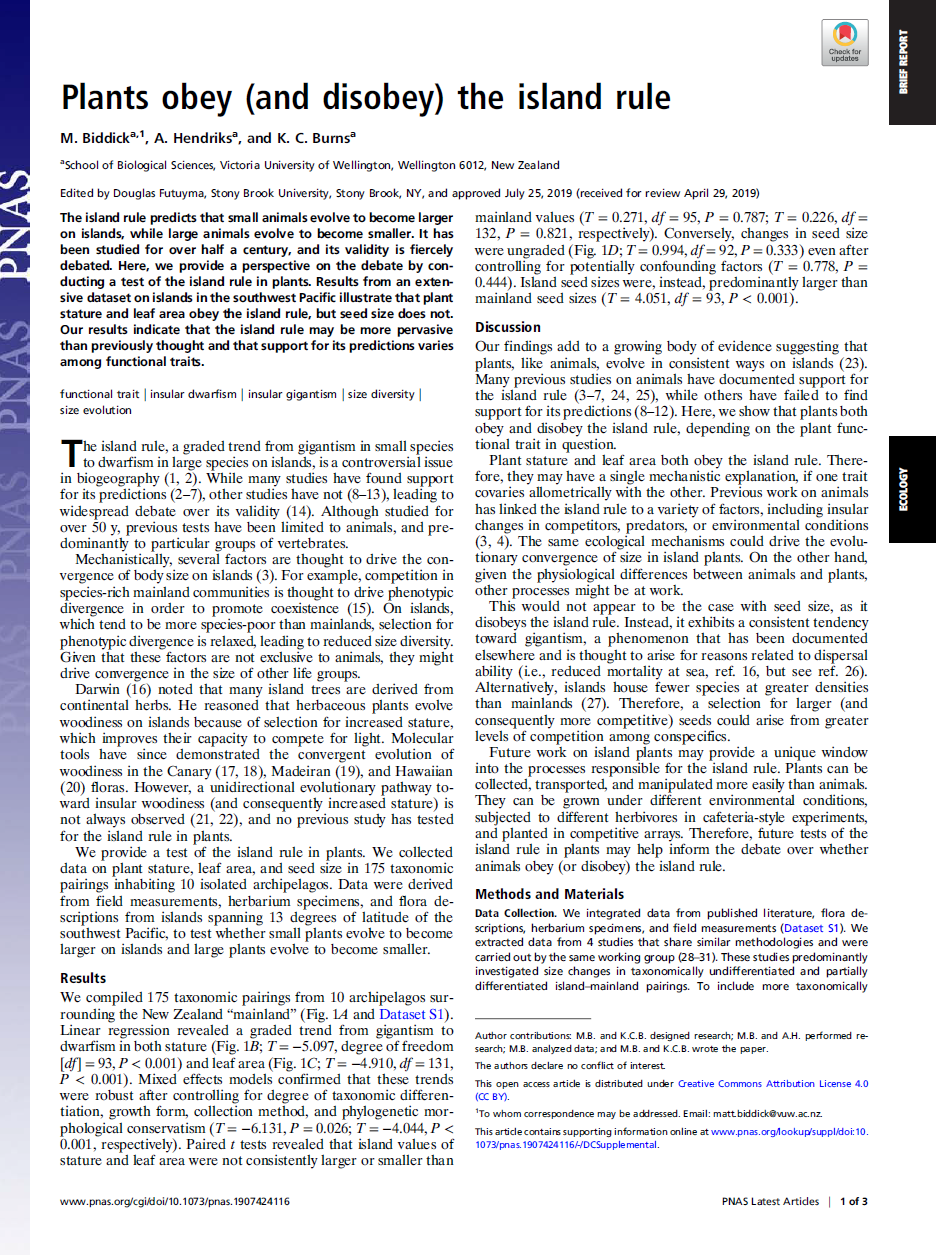 Check for
updates
BRIEF REPORT
Plants obey (and disobey) the island rule
M. Biddicka,1, A. Hendriksa, and K. C. Burnsa
aSchool of Biological Sciences, Victoria University of Wellington, Wellington 6012, New Zealand
Edited by Douglas Futuyma, Stony Brook University, Stony Brook, NY, and approved July 25, 2019 (received for review April 29, 2019)
The island rule predicts that small animals evolve to become larger
on islands, while large animals evolve to become smaller. It has
been studied for over half a century, and its validity is fiercely
debated. Here, we provide a perspective on the debate by con-
ducting a test of the island rule in plants. Results from an exten-
sive dataset on islands in the southwest Pacific illustrate that plant
stature and leaf area obey the island rule, but seed size does not.
Our results indicate that the island rule may be more pervasive
than previously thought and that support for its predictions varies
among functional traits.
functional trait | insular dwarfism | insular gigantism | size diversity |
size evolution
The island rule, a graded trend from gigantism in small species
to dwarfism in large species on islands, is a controversial issue
in biogeography (1, 2). While many studies have found support
for its predictions (2–7), other studies have not (8–13), leading to
widespread debate over its validity (14). Although studied for
over 50 y, previous tests have been limited to animals, and pre-
dominantly to particular groups of vertebrates.
Mechanistically, several factors are thought to drive the con-
vergence of body size on islands (3). For example, competition in
species-rich mainland communities is thought to drive phenotypic
divergence in order to promote coexistence (15). On islands,
which tend to be more species-poor than mainlands, selection for
phenotypic divergence is relaxed, leading to reduced size diversity.
Given that these factors are not exclusive to animals, they might
drive convergence in the size of other life groups.
Darwin (16) noted that many island trees are derived from
continental herbs. He reasoned that herbaceous plants evolve
woodiness on islands because of selection for increased stature,
which improves their capacity to compete for light. Molecular
tools have since demonstrated the convergent evolution of
woodiness in the Canary (17, 18), Madeiran (19), and Hawaiian
(20) floras. However, a unidirectional evolutionary pathway to-
ward insular woodiness (and consequently increased stature) is
not always observed (21, 22), and no previous study has tested
for the island rule in plants.
We provide a test of the island rule in plants. We collected
data on plant stature, leaf area, and seed size in 175 taxonomic
pairings inhabiting 10 isolated archipelagos. Data were derived
from field measurements, herbarium specimens, and flora de-
scriptions from islands spanning 13 degrees of latitude of the
southwest Pacific, to test whether small plants evolve to become
larger on islands and large plants evolve to become smaller.
Results
We compiled 175 taxonomic pairings from 10 archipelagos sur-
rounding the New Zealand “mainland” (Fig. 1A and Dataset S1).
Linear regression revealed a graded trend from gigantism to
dwarfism in both stature (Fig. 1B; T = −5.097, degree of freedom
[df] = 93, P < 0.001) and leaf area (Fig. 1C; T = −4.910, df = 131,
P < 0.001). Mixed effects models confirmed that these trends
were robust after controlling for degree of taxonomic differen-
tiation, growth form, collection method, and phylogenetic mor-
phological conservatism (T = −6.131, P = 0.026; T = −4.044, P <
0.001, respectively). Paired t tests revealed that island values of
stature and leaf area were not consistently larger or smaller than
mainland values (T = 0.271, df = 95, P = 0.787; T = 0.226, df =
132, P = 0.821, respectively). Conversely, changes in seed size
were ungraded (Fig. 1D; T = 0.994, df = 92, P = 0.333) even after
controlling for potentially confounding factors (T = 0.778, P =
0.444). Island seed sizes were, instead, predominantly larger than
mainland seed sizes (T = 4.051, df = 93, P < 0.001).
Discussion
Our findings add to a growing body of evidence suggesting that
plants, like animals, evolve in consistent ways on islands (23).
Many previous studies on animals have documented support for
the island rule (3–7, 24, 25), while others have failed to find
support for its predictions (8–12). Here, we show that plants both
obey and disobey the island rule, depending on the plant func-
tional trait in question.
Plant stature and leaf area both obey the island rule. There-
fore, they may have a single mechanistic explanation, if one trait
covaries allometrically with the other. Previous work on animals
has linked the island rule to a variety of factors, including insular
changes in competitors, predators, or environmental conditions
(3, 4). The same ecological mechanisms could drive the evolu-
tionary convergence of size in island plants. On the other hand,
given the physiological differences between animals and plants,
other processes might be at work.
This would not appear to be the case with seed size, as it
disobeys the island rule. Instead, it exhibits a consistent tendency
toward gigantism, a phenomenon that has been documented
elsewhere and is thought to arise for reasons related to dispersal
ability (i.e., reduced mortality at sea, ref. 16, but see ref. 26).
Alternatively, islands house fewer species at greater densities
than mainlands (27). Therefore, a selection for larger (and
consequently more competitive) seeds could arise from greater
levels of competition among conspecifics.
Future work on island plants may provide a unique window
into the processes responsible for the island rule. Plants can be
collected, transported, and manipulated more easily than animals.
They can be grown under different environmental conditions,
subjected to different herbivores in cafeteria-style experiments,
and planted in competitive arrays. Therefore, future tests of the
island rule in plants may help inform the debate over whether
animals obey (or disobey) the island rule.
Methods and Materials
Data Collection. We integrated data from published literature, flora de-
scriptions, herbarium specimens, and field measurements (Dataset S1). We
extracted data from 4 studies that share similar methodologies and were
carried out by the same working group (28–31). These studies predominantly
investigated size changes in taxonomically undifferentiated and partially
differentiated island–mainland pairings. To include more taxonomically
Author contributions: M.B. and K.C.B. designed research; M.B. and A.H. performed re-
search; M.B. analyzed data; and M.B. and K.C.B. wrote the paper.
The authors declare no conflict of interest.
This open access article is distributed under Creative Commons Attribution License 4.0
(CC BY).
1To whom correspondence may be addressed. Email: matt.biddick@vuw.ac.nz.
This article contains supporting information online at www.pnas.org/lookup/suppl/doi:10.
1073/pnas.1907424116/-/DCSupplemental.
ECOLOGY
PNAS
PNAS
PNAS
PNAS
www.pnas.org/cgi/doi/10.1073/pnas.1907424116
PNAS Latest Articles | 1 of 3